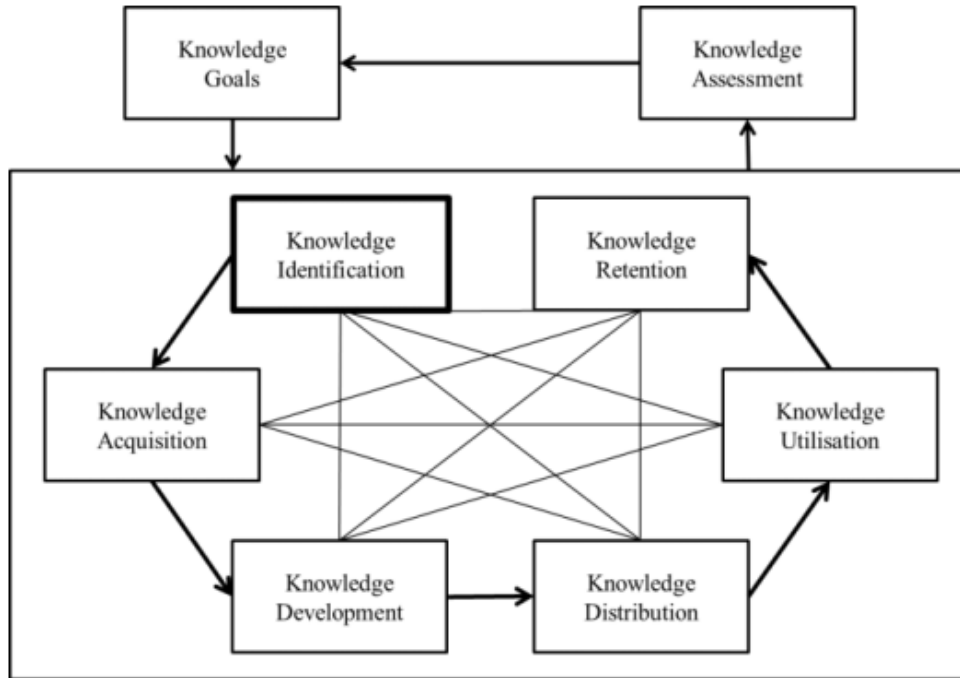 Knowledge
Goals
Knowledge
Assessment
Knowledge
Identification
Knowledge
Retention
Knowledge
Acquisition
Knowledge
Utilisation
Knowledge
Development
Knowledge
Distribution